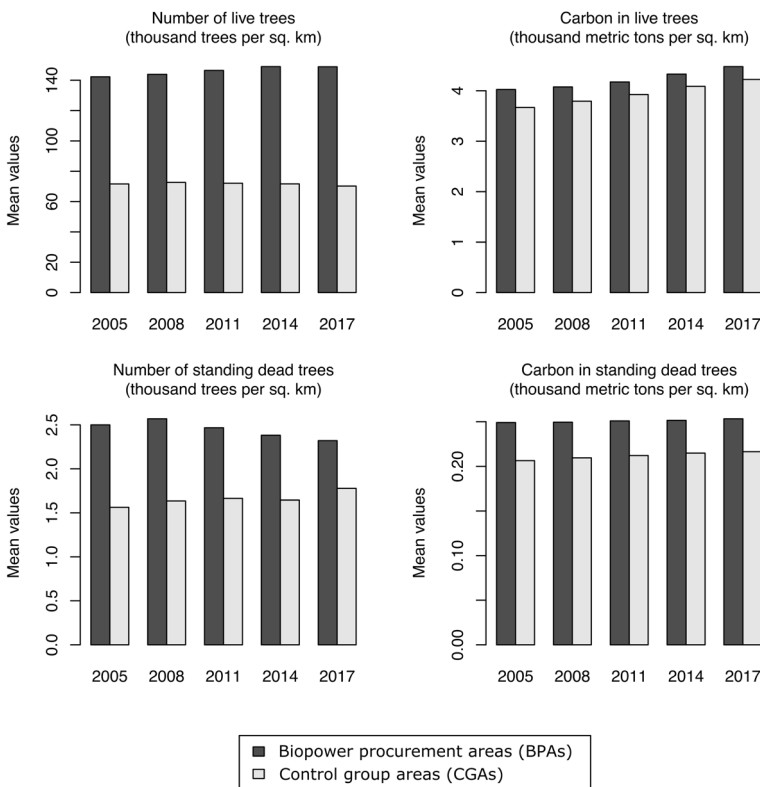 Number of live trees
(thousand trees per sq. km)
Mean values
0
20
60
100
140
2005 2008 2011 2014 2017
Carbon in live trees
(thousand metric tons per sq. km)
Mean values
0
1
2
3
4
2005 2008 2011 2014 2017
Number of standing dead trees
(thousand trees per sq. km)
Mean values
0.0
0.5
1.0
1.5
2.0
2.5
2005 2008 2011 2014 2017
Carbon in standing dead trees
(thousand metric tons per sq. km)
Mean values
0.00
0.10
0.20
2005 2008 2011 2014 2017
Biopower procurement areas (BPAs)
Control group areas (CGAs)